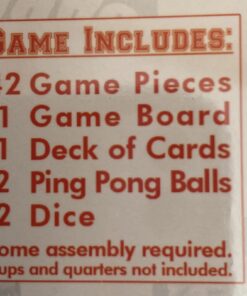 GAME INCLUDES:
42 Game Pieces
1 Game Board
1 Deck of Cards
2 Ping Pong Balls
2 Dice
ome assembly required.
ups and quarters not included.